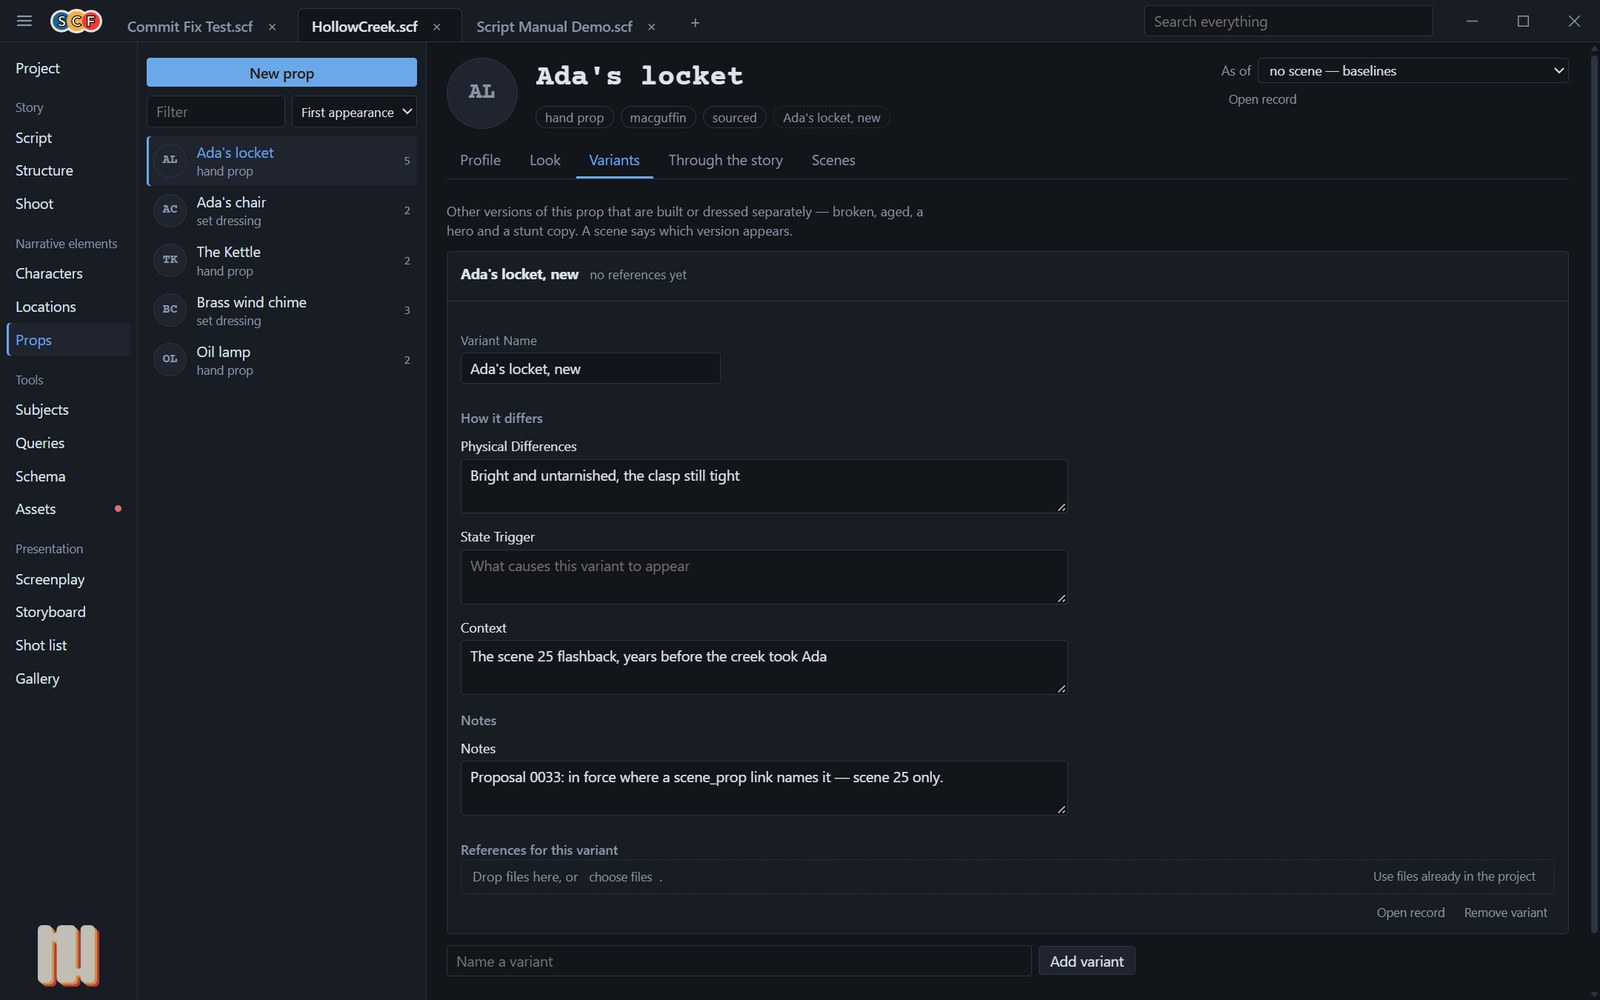 SCF
Commit Fix Test.scf ×
HollowCreek.scf ×
Script Manual Demo.scf ×
+
Search everything
Project
Story
Script
Structure
Shoot
Narrative elements
Characters
Locations
Props
Tools
Subjects
Queries
Schema
Assets
Presentation
Screenplay
Storyboard
Shot list
Gallery
New prop
Filter
First appearance
AL
Ada's locket
hand prop
5
AC
Ada's chair
set dressing
2
TK
The Kettle
hand prop
2
BC
Brass wind chime
set dressing
3
OL
Oil lamp
hand prop
2
AL
Ada's locket
hand prop
macguffin
sourced
Ada's locket, new
As of
no scene — baselines
Open record
Profile
Look
Variants
Through the story
Scenes
Other versions of this prop that are built or dressed separately — broken, aged, a
hero and a stunt copy. A scene says which version appears.
Ada's locket, new no references yet
Variant Name
Ada's locket, new
How it differs
Physical Differences
Bright and untarnished, the clasp still tight
State Trigger
What causes this variant to appear
Context
The scene 25 flashback, years before the creek took Ada
Notes
Notes
Proposal 0033: in force where a scene_prop link names it — scene 25 only.
References for this variant
Drop files here, or choose files .
Use files already in the project
Open record
Remove variant
Name a variant
Add variant